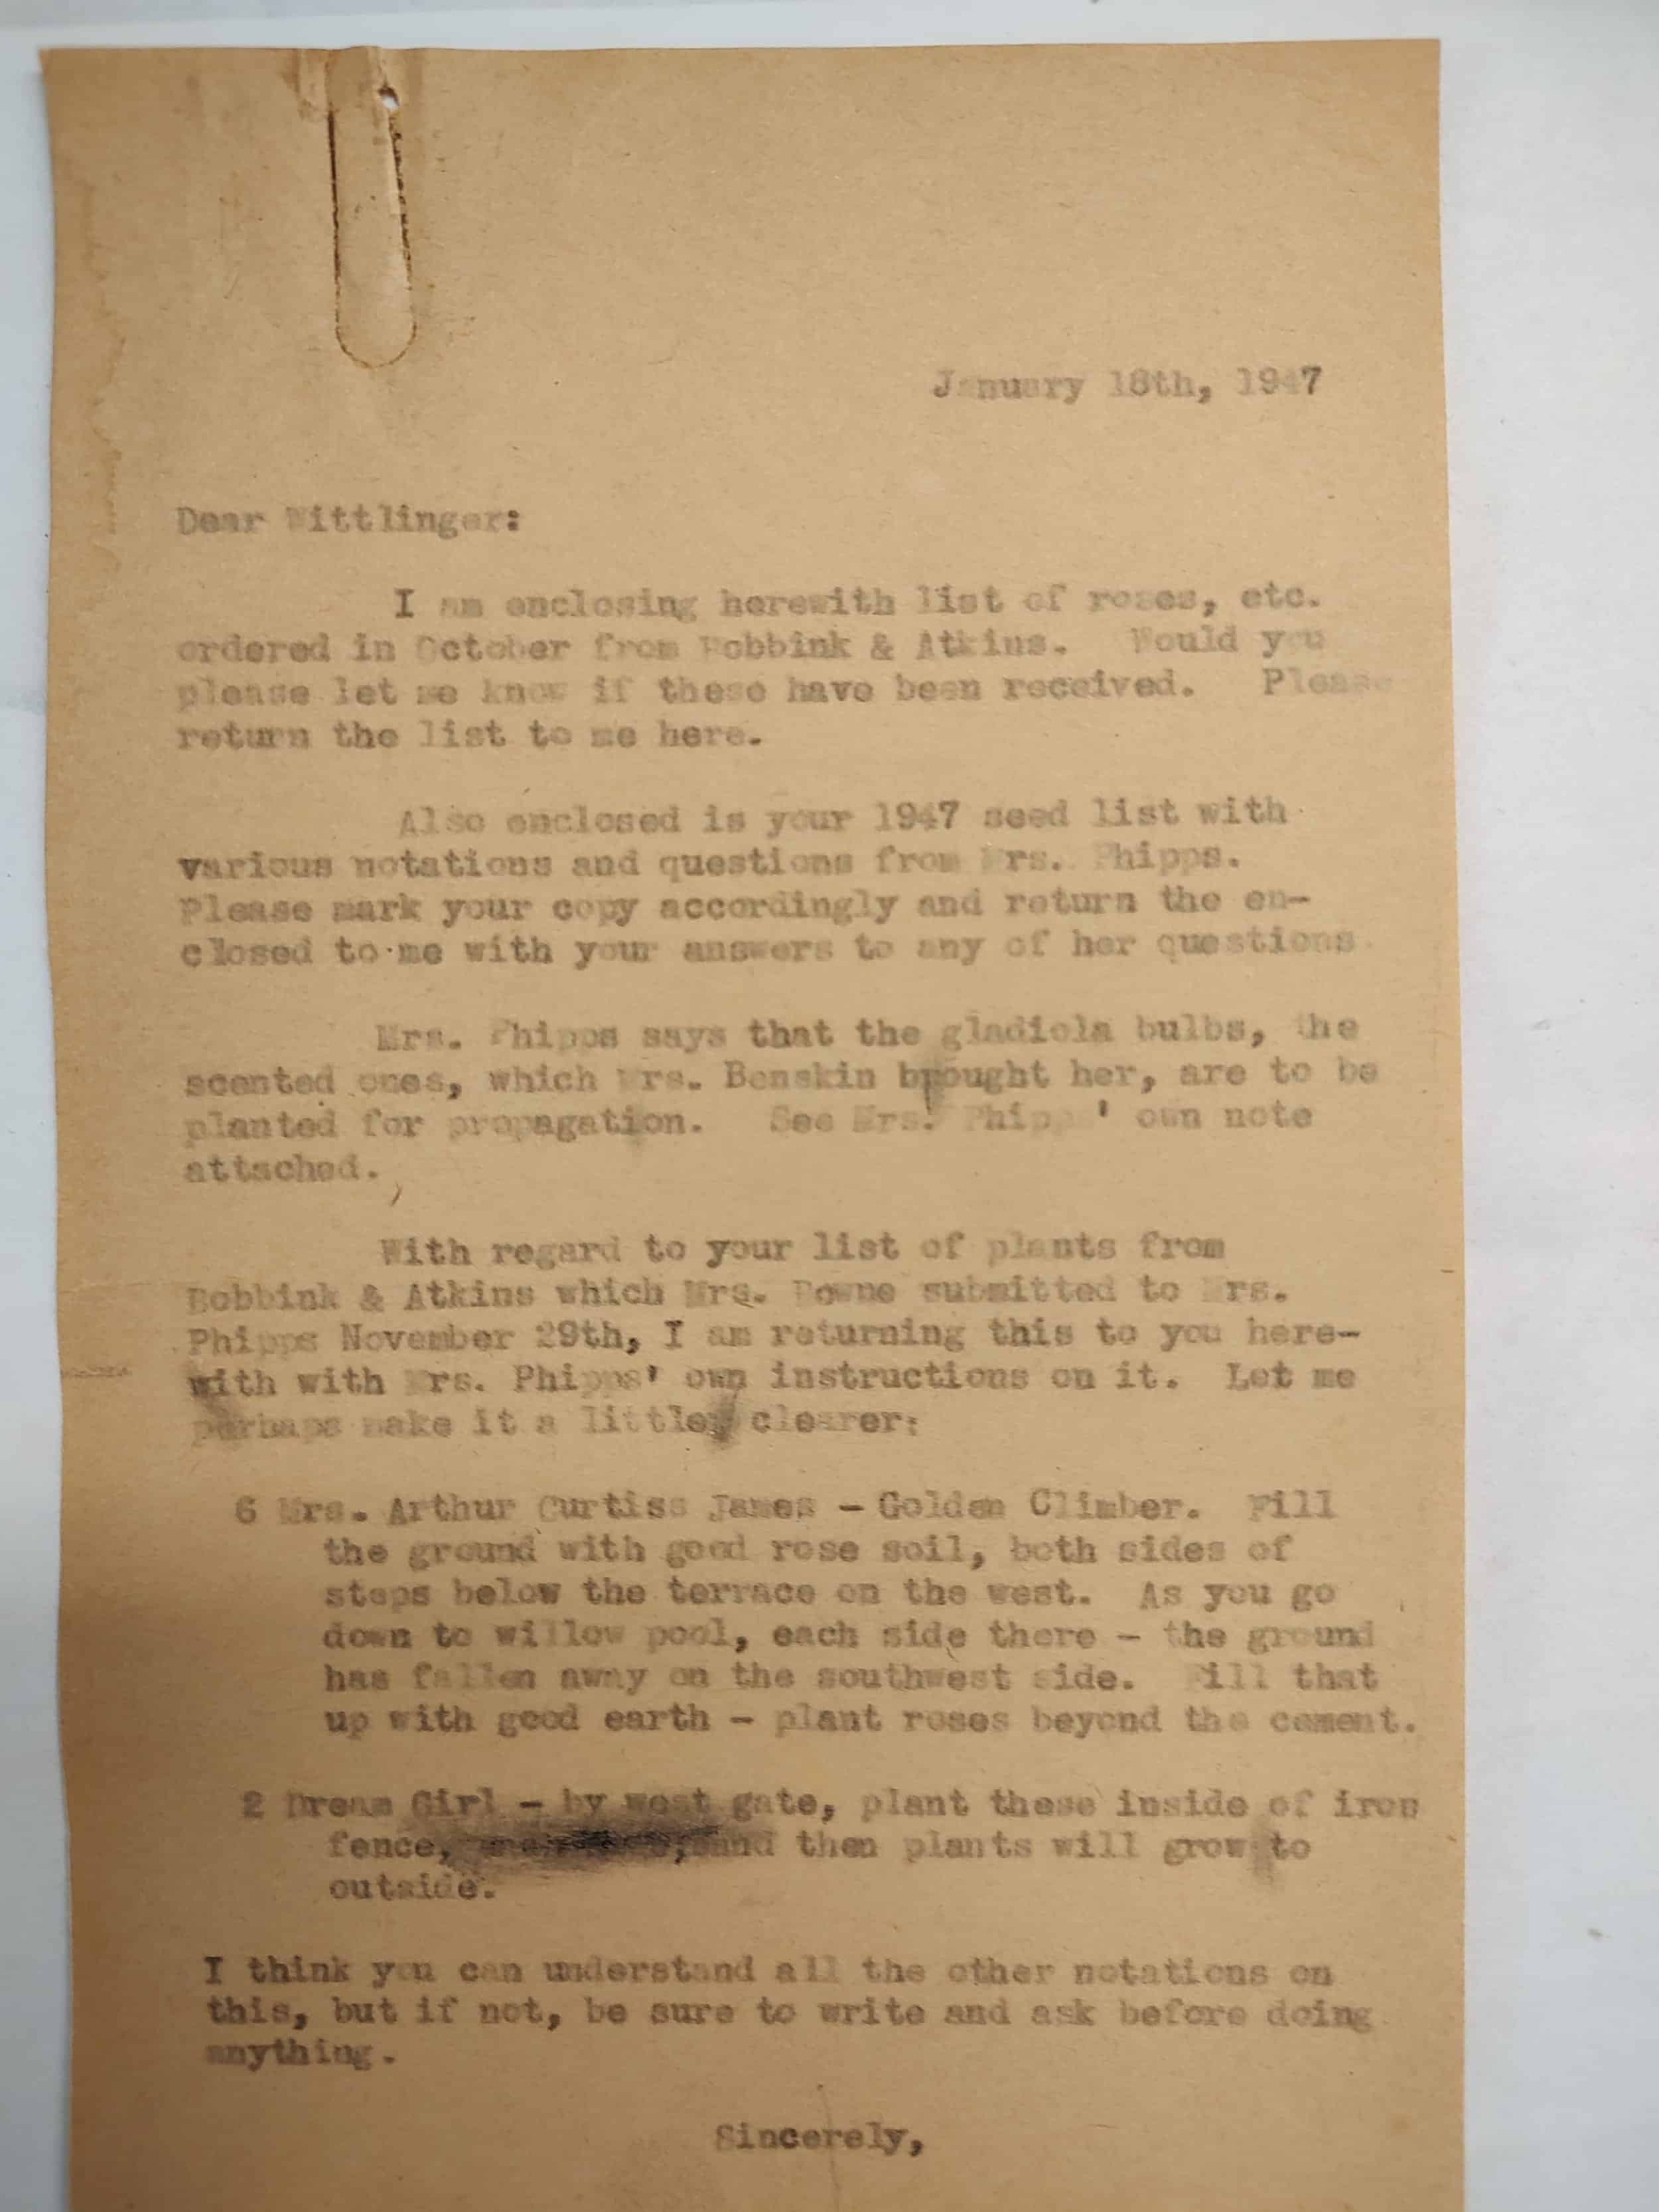 January 18th, 1947
Dear Wittlinger:
I am enclosing herewith list of roses, etc.
ordered in October from Bobbink & Atkins. Would you
please let me know if these have been received. Please
return the list to me here.
Also enclosed is your 1947 seed list with
various notations and questions from Mrs. Phipps.
Please mark your copy accordingly and return the en-
closed to me with your answers to any of her questions.
Mrs. Phipps says that the gladiola bulbs, the
scented ones, which Mrs. Benskin brought her, are to be
planted for propagation. See Mrs. Phipps' own note
attached.
With regard to your list of plants from
Bobbink & Atkins which Mrs. Bowne submitted to Mrs.
Phipps November 29th, I am returning this to you here-
with with Mrs. Phipps' own instructions on it. Let me
perhaps make it a little clearer:
6 Mrs. Arthur Curtiss James - Golden Climber. Fill
the ground with good rose soil, both sides of
steps below the terrace on the west. As you go
down to willow pool, each side there - the ground
has fallen away on the southwest side. Fill that
up with good earth - plant roses beyond the cement.
2 Dream Girl - by west gate, plant these inside of iron
fence, and then plants will grow to
outside.
I think you can understand all the other notations on
this, but if not, be sure to write and ask before doing
anything.
Sincerely,